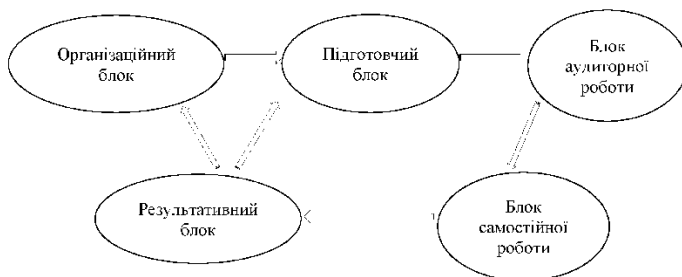 Організаційний
блок
Підготовчий
блок
Блок
аудиторної
роботи
Результативний
блок
Блок
самостійної
роботи